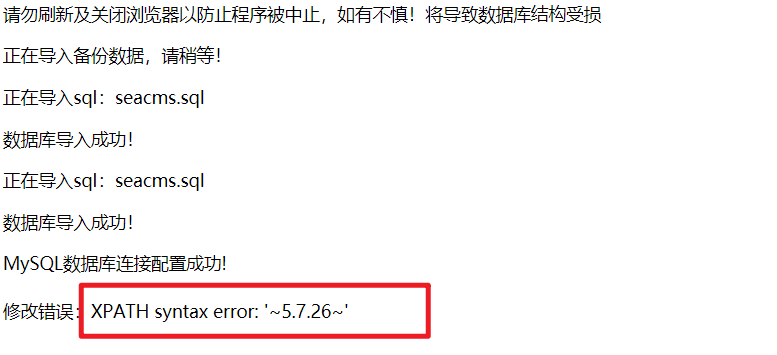 请勿刷新及关闭浏览器以防止程序被中止，如有不慎！将导致数据库结构受损
正在导入备份数据，请稍等！
正在导入sql：seacms.sql
数据库导入成功！
正在导入sql：seacms.sql
数据库导入成功！
MySQL数据库连接配置成功!
修改错误：XPATH syntax error: '~5.7.26~'